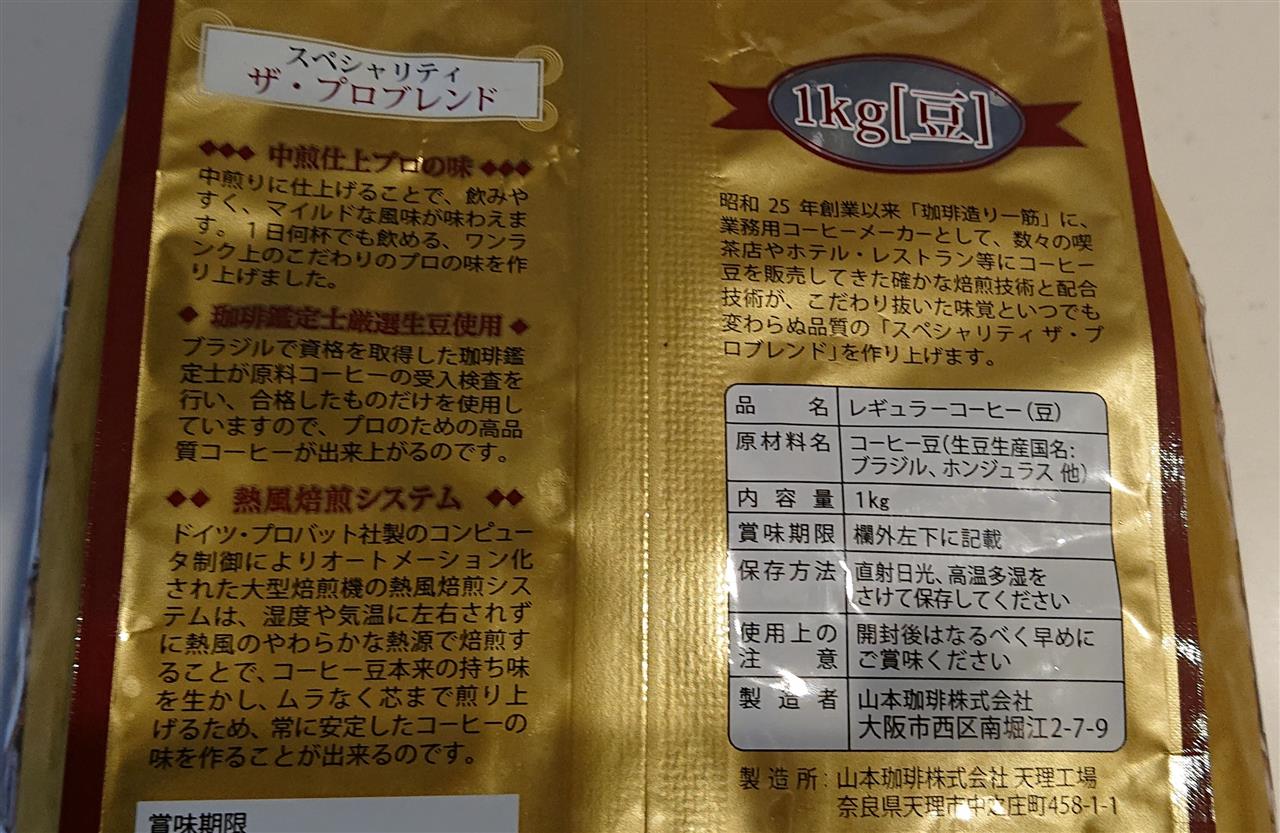 スペシャリティ
ザ・プロブレンド
◆◆◆ 中煎仕上プロの味 ◆◆◆
中煎りに仕上げることで、飲みや
すく、マイルドな風味が味わえま
す。1日何杯でも飲める、ワンラ
ンク上のこだわりのプロの味を作
り上げました。
◆ 珈琲鑑定士厳選生豆使用 ◆
ブラジルで資格を取得した珈琲鑑
定士が原料コーヒーの受入検査を
行い、合格したものだけを使用し
ていますので、プロのための高品
質コーヒーが出来上がるのです。
◆◆ 熱風焙煎システム ◆◆
ドイツ・プロバット社製のコンピュー
タ制御によりオートメーション化
された大型焙煎機の熱風焙煎シス
テムは、湿度や気温に左右されず
に熱風のやわらかな熱源で焙煎す
ることで、コーヒー豆本来の持ち味
を生かし、ムラなく芯まで煎り上
げるため、常に安定したコーヒーの
味を作ることが出来るのです。
賞味期限
1kg[豆]
昭和 25 年創業以来「珈琲造り一筋」に、
業務用コーヒーメーカーとして、数々の喫
茶店やホテル・レストラン等にコーヒー
豆を販売してきた確かな焙煎技術と配合
技術が、こだわり抜いた味覚といつでも
変わらぬ品質の「スペシャリティ ザ・プ
ロブレンド」を作り上げます。
品名 レギュラーコーヒー(豆)
原材料名 コーヒー豆(生豆生産国名:
ブラジル、ホンジュラス 他)
内容量 1kg
賞味期限 欄外左下に記載
保存方法 直射日光、高温多湿を
さけて保存してください
使用上の 開封後はなるべく早めに
注意 ご賞味ください
製造者 山本珈琲株式会社
大阪市西区南堀江2-7-9
製造所:山本珈琲株式会社 天理工場
奈良県天理市中之庄町458-1-1